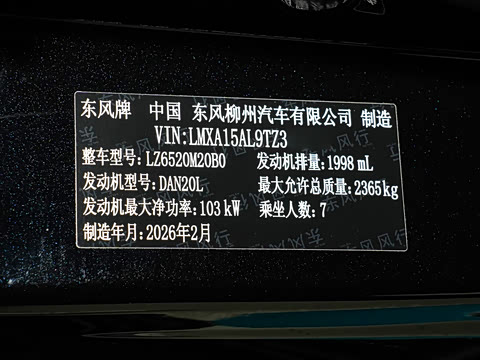 东风牌 中国 东风柳州汽车有限公司 制造
VIN:LMXA15AL9TZ3
整车型号:LZ6520M20B0 发动机排量:1998 mL
发动机型号:DAN20L 最大允许总质量:2365kg
发动机最大净功率:103 kW 乘坐人数:7
制造年月:2026年2月